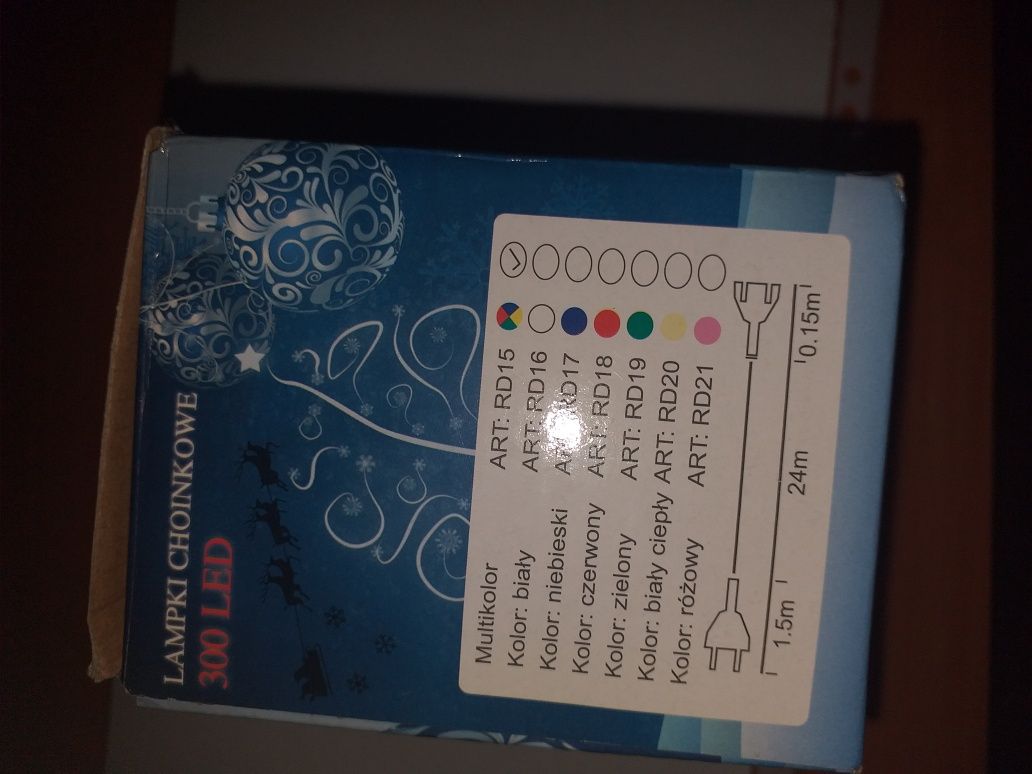 LAMPKI CHOINKOWE
300 LED
Multikolor ART: RD15
Kolor: biały ART: RD16
Kolor: niebieski RD17
Kolor: czerwony ART: RD18
Kolor: zielony ART: RD19
Kolor: biały ciepły ART: RD20
Kolor: różowy ART: RD21
1.5m 24m 0.15m